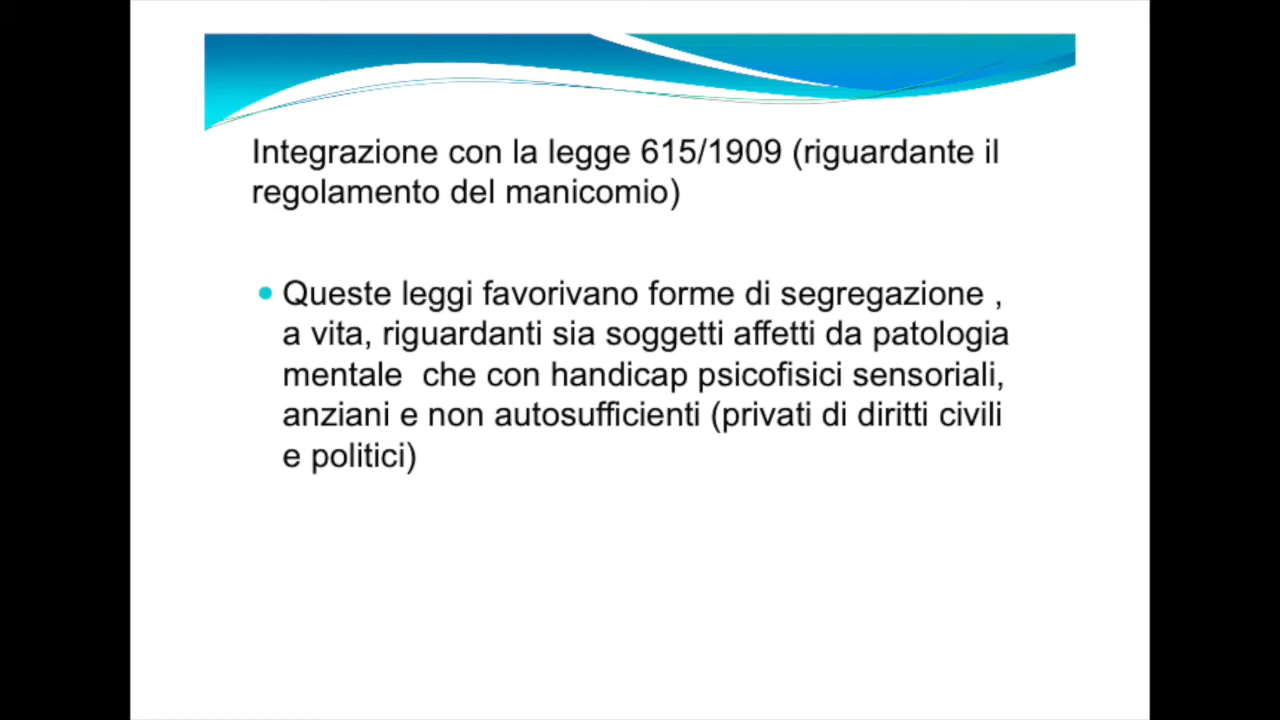 Integrazione con la legge 615/1909 (riguardante il
regolamento del manicomio)
Queste leggi favorivano forme di segregazione ,
a vita, riguardanti sia soggetti affetti da patologia
mentale  che con handicap psicofisici sensoriali,
anziani e non autosufficienti (privati di diritti civili
e politici)